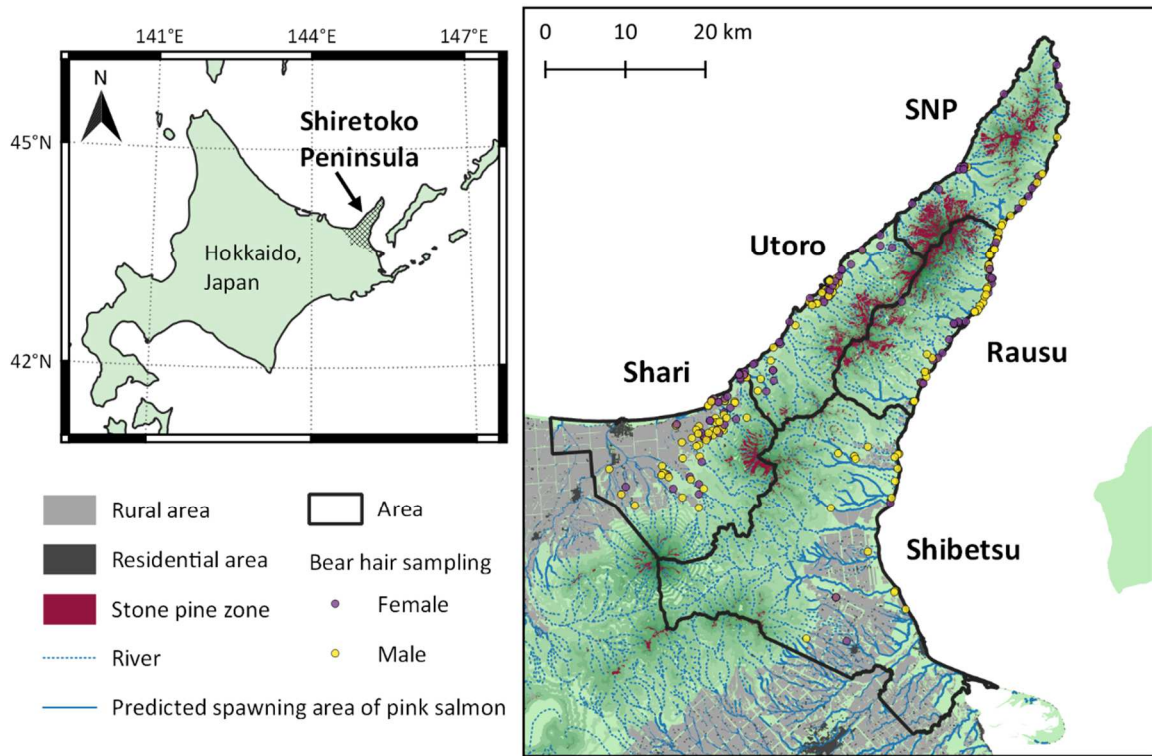 141°E
144°E
147°E
N
45°N
42°N
Shiretoko
Peninsula
Hokkaido,
Japan
Rural area
Residential area
Stone pine zone
River
Predicted spawning area of pink salmon
Area
Bear hair sampling
Female
Male
0 10 20 km
SNP
Utoro
Rausu
Shari
Shibetsu